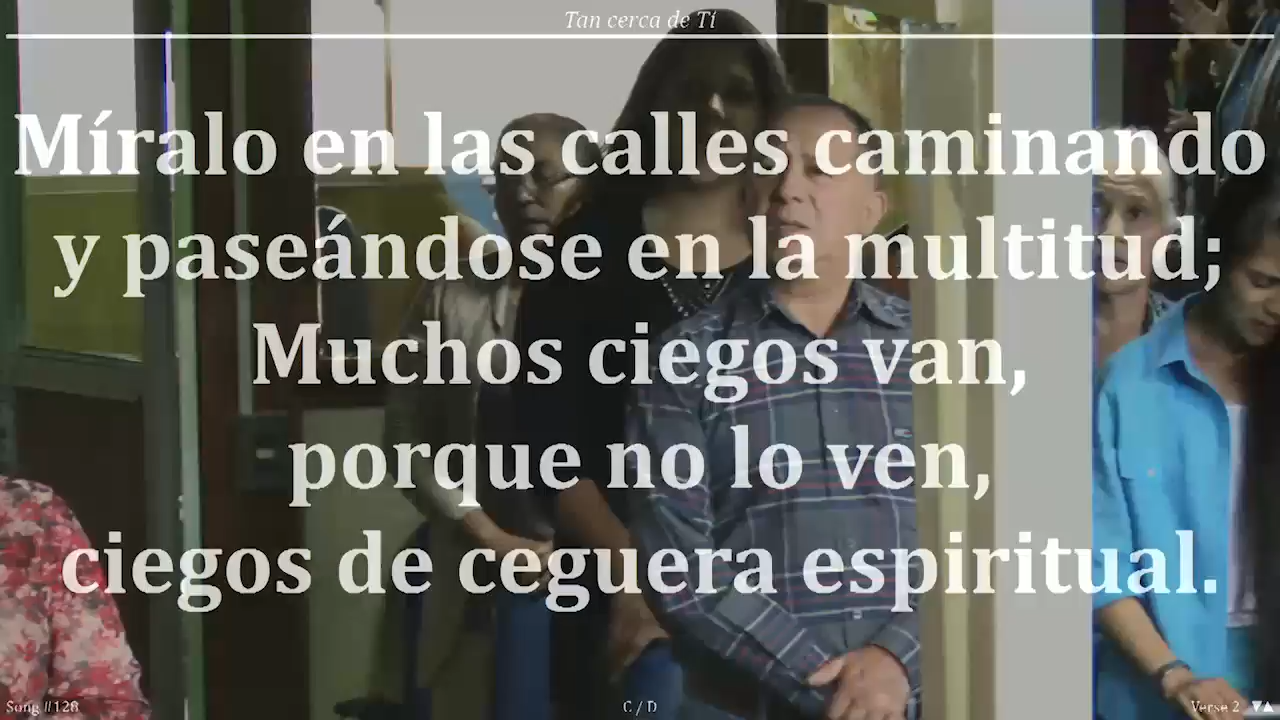 Tan cerca de Tí
Míralo en las calles caminando
y paseándose en la multitud;
Muchos ciegos van,
porque no lo ven,
ciegos de ceguera espiritual.
Song #128
C / D
Verse 2